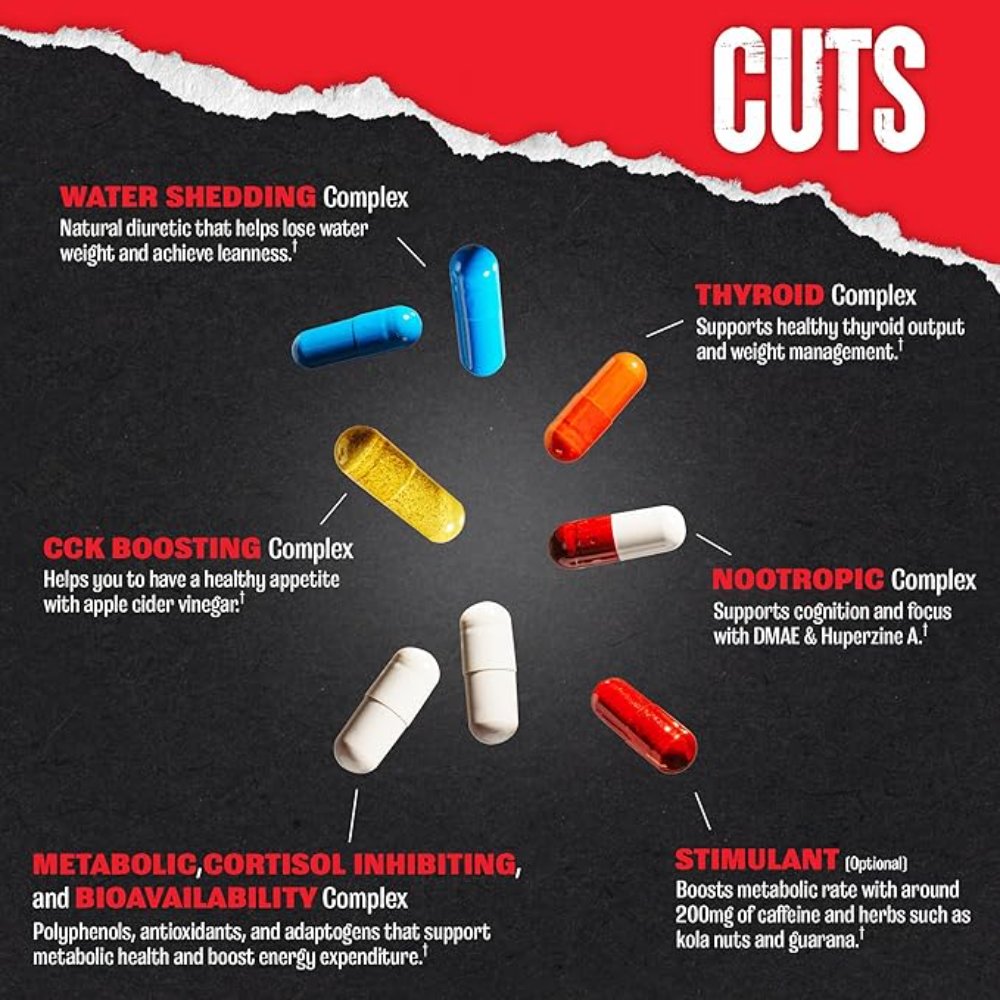 CUTS
WATER SHEDDING Complex
Natural diuretic that helps lose water
weight and achieve leanness.†
THYROID Complex
Supports healthy thyroid output
and weight management.†
CCK BOOSTING Complex
Helps you to have a healthy appetite
with apple cider vinegar.†
NOOTROPIC Complex
Supports cognition and focus
with DMAE & Huperzine A.†
METABOLIC, CORTISOL INHIBITING,
and BIOAVAILABILITY Complex
Polyphenols, antioxidants, and adaptogens that support
metabolic health and boost energy expenditure.†
STIMULANT (Optional)
Boosts metabolic rate with around
200mg of caffeine and herbs such as
kola nuts and guarana.†